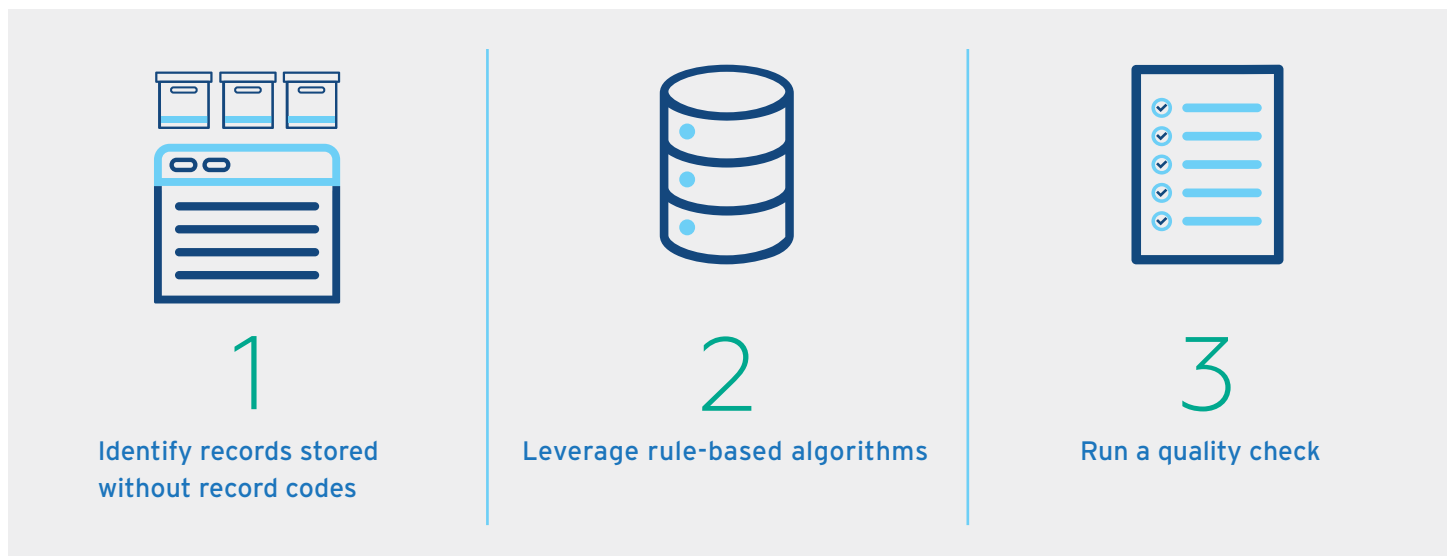 1
Identify records stored
without record codes
2
Leverage rule-based algorithms
3
Run a quality check